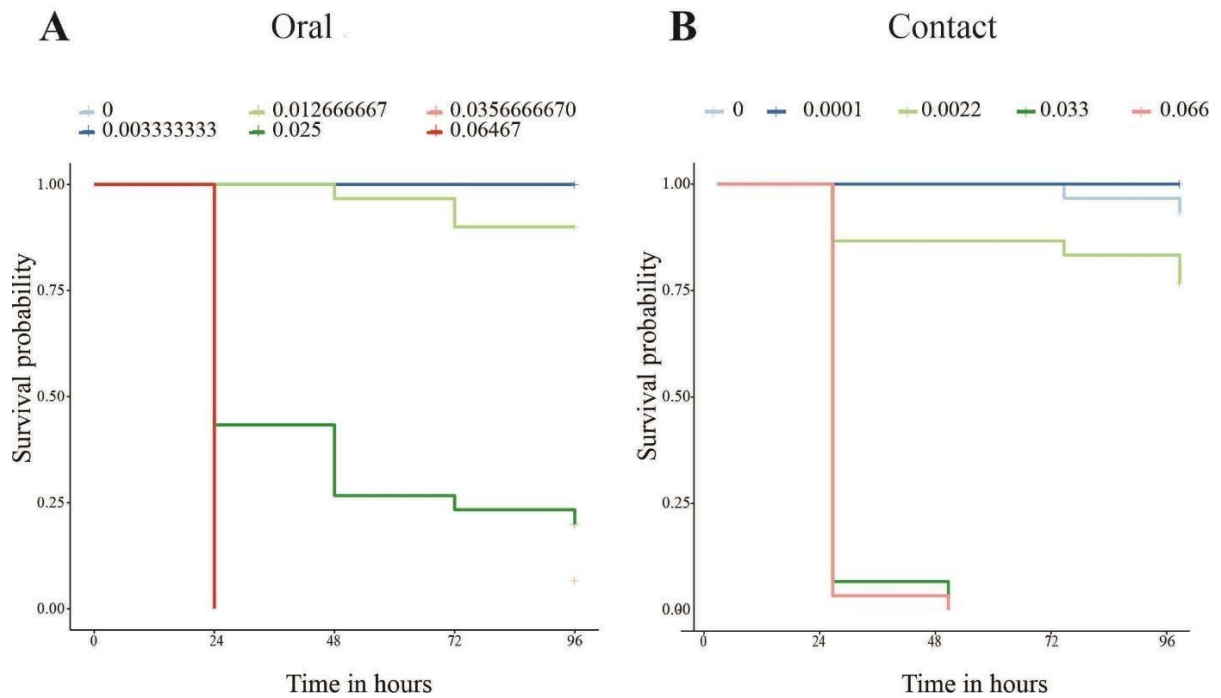 A Oral
0 0.012666667 0.0356666670
0.003333333 0.025 0.06467
Survival probability
1.00
0.75
0.50
0.25
0.00
0 24 48 72 96
Time in hours
B Contact
0 0.0001 0.0022 0.033 0.066
Survival probability
1.00
0.75
0.50
0.25
0.00
0 24 48 72 96
Time in hours